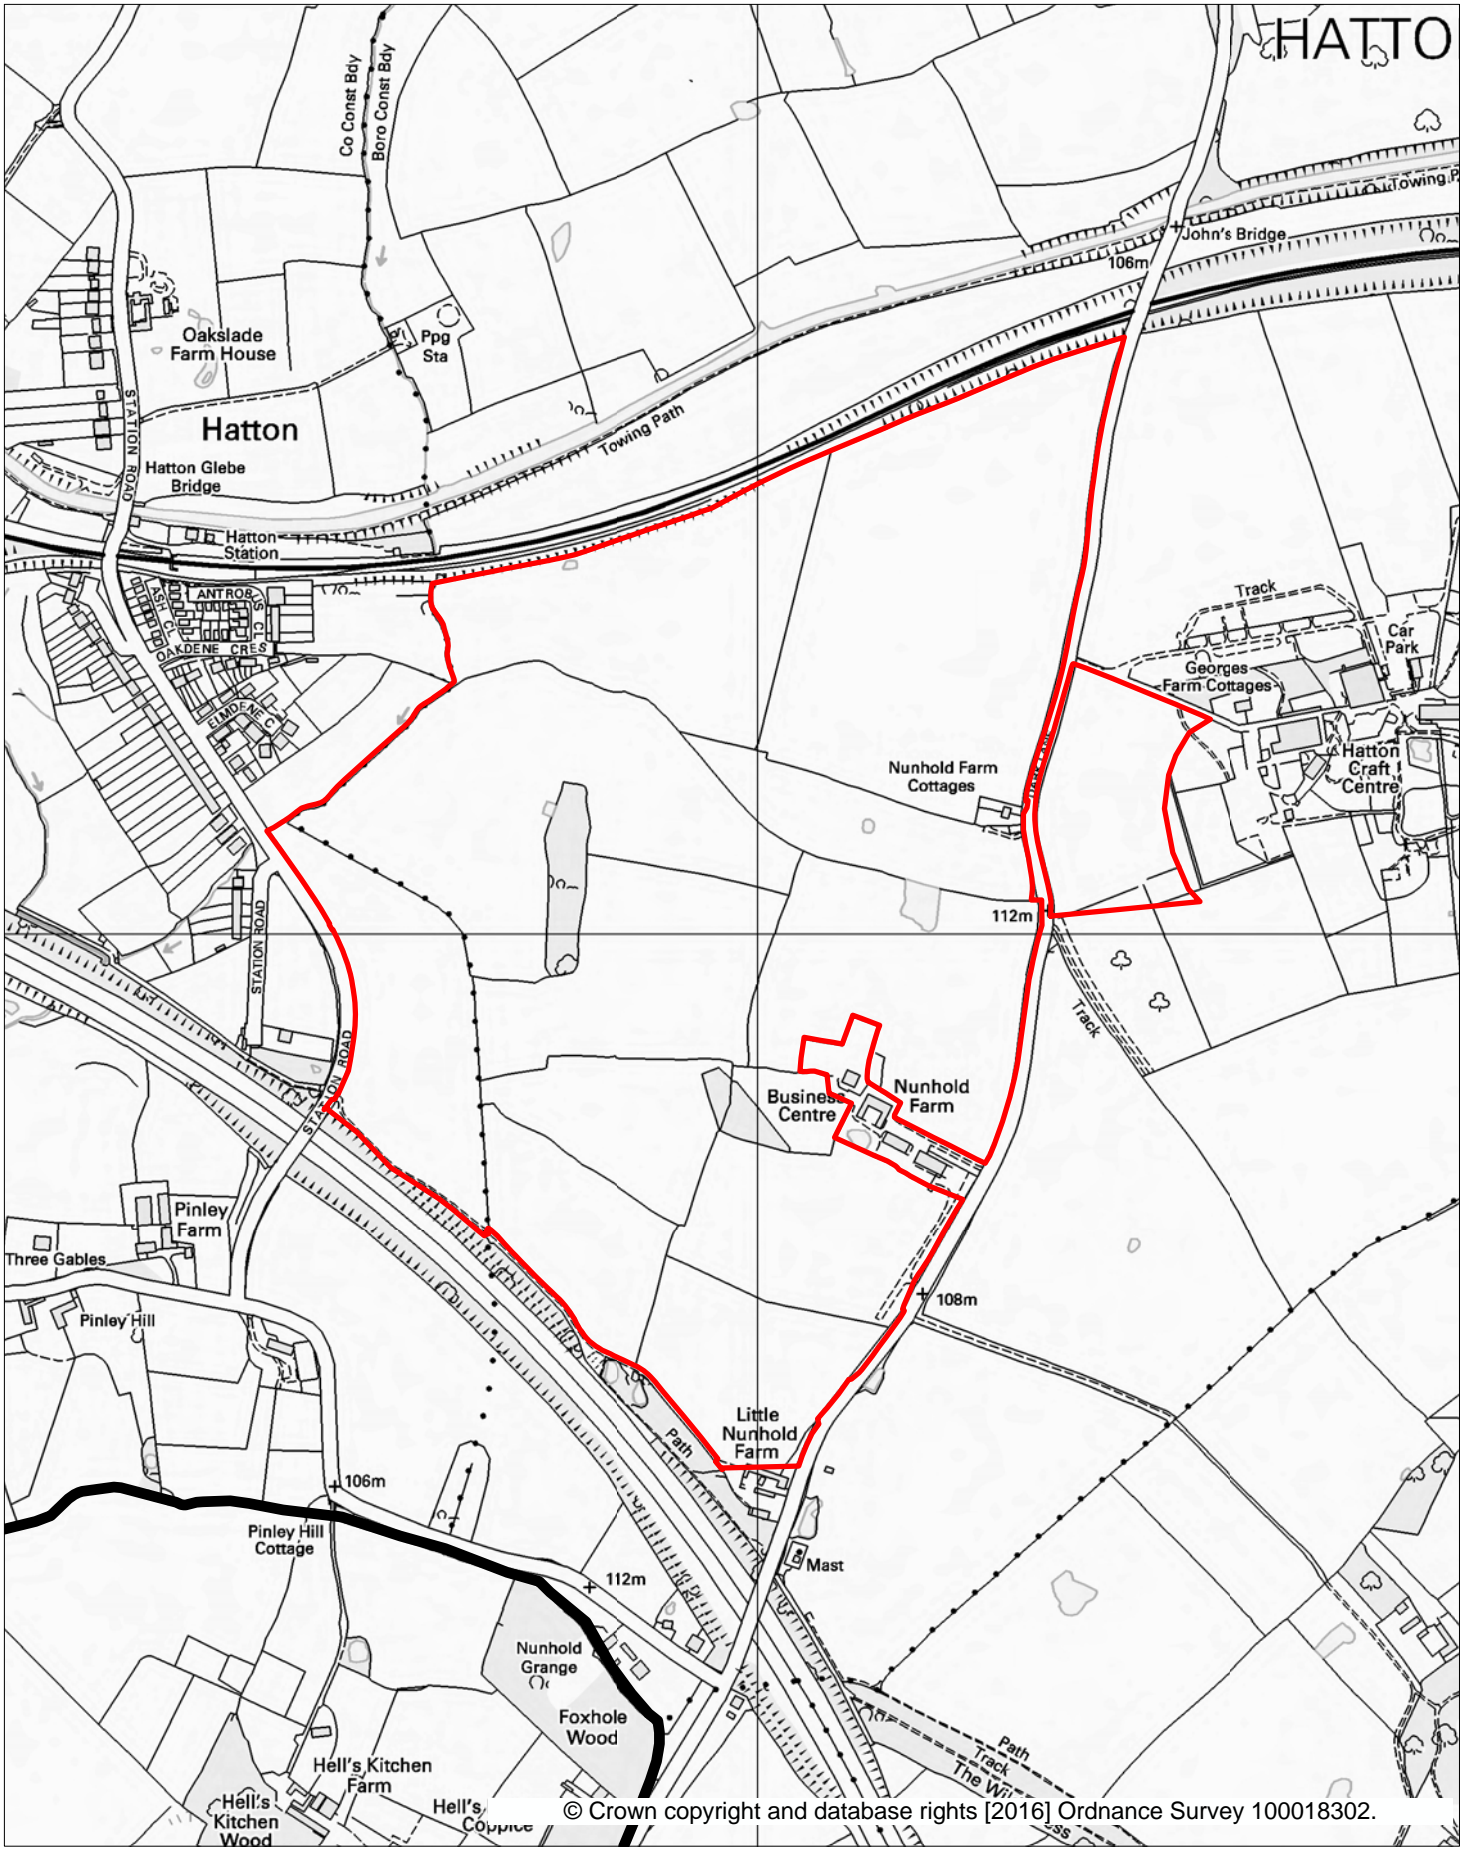 HATTO
Co Const Bdy
Boro Const Bdy
Towing P
John's Bridge
106m
Oakslade
Farm House
Ppg
Sta
STATION ROAD
Hatton
Towing Path
Hatton Glebe
Bridge
Hatton
Station
ASH CL
ANTROBUS CL
OAKDENE CRES
ELMDENE C
Track
Car
Park
Georges
Farm Cottages
Hatton
Craft
Centre
Nunhold Farm
Cottages
DARK LANE
112m
STATION ROAD
Track
STATION ROAD
Business
Centre
Nunhold
Farm
Pinley
Farm
Three Gables
Pinley Hill
108m
Little
Nunhold
Farm
Path
106m
Pinley Hill
Cottage
Mast
112m
Nunhold
Grange
Foxhole
Wood
Path
Track
The Wil
ess
Hell's Kitchen
Farm
Hell's
Kitchen
Wood
Hell's
Coppice
© Crown copyright and database rights [2016] Ordnance Survey 100018302.